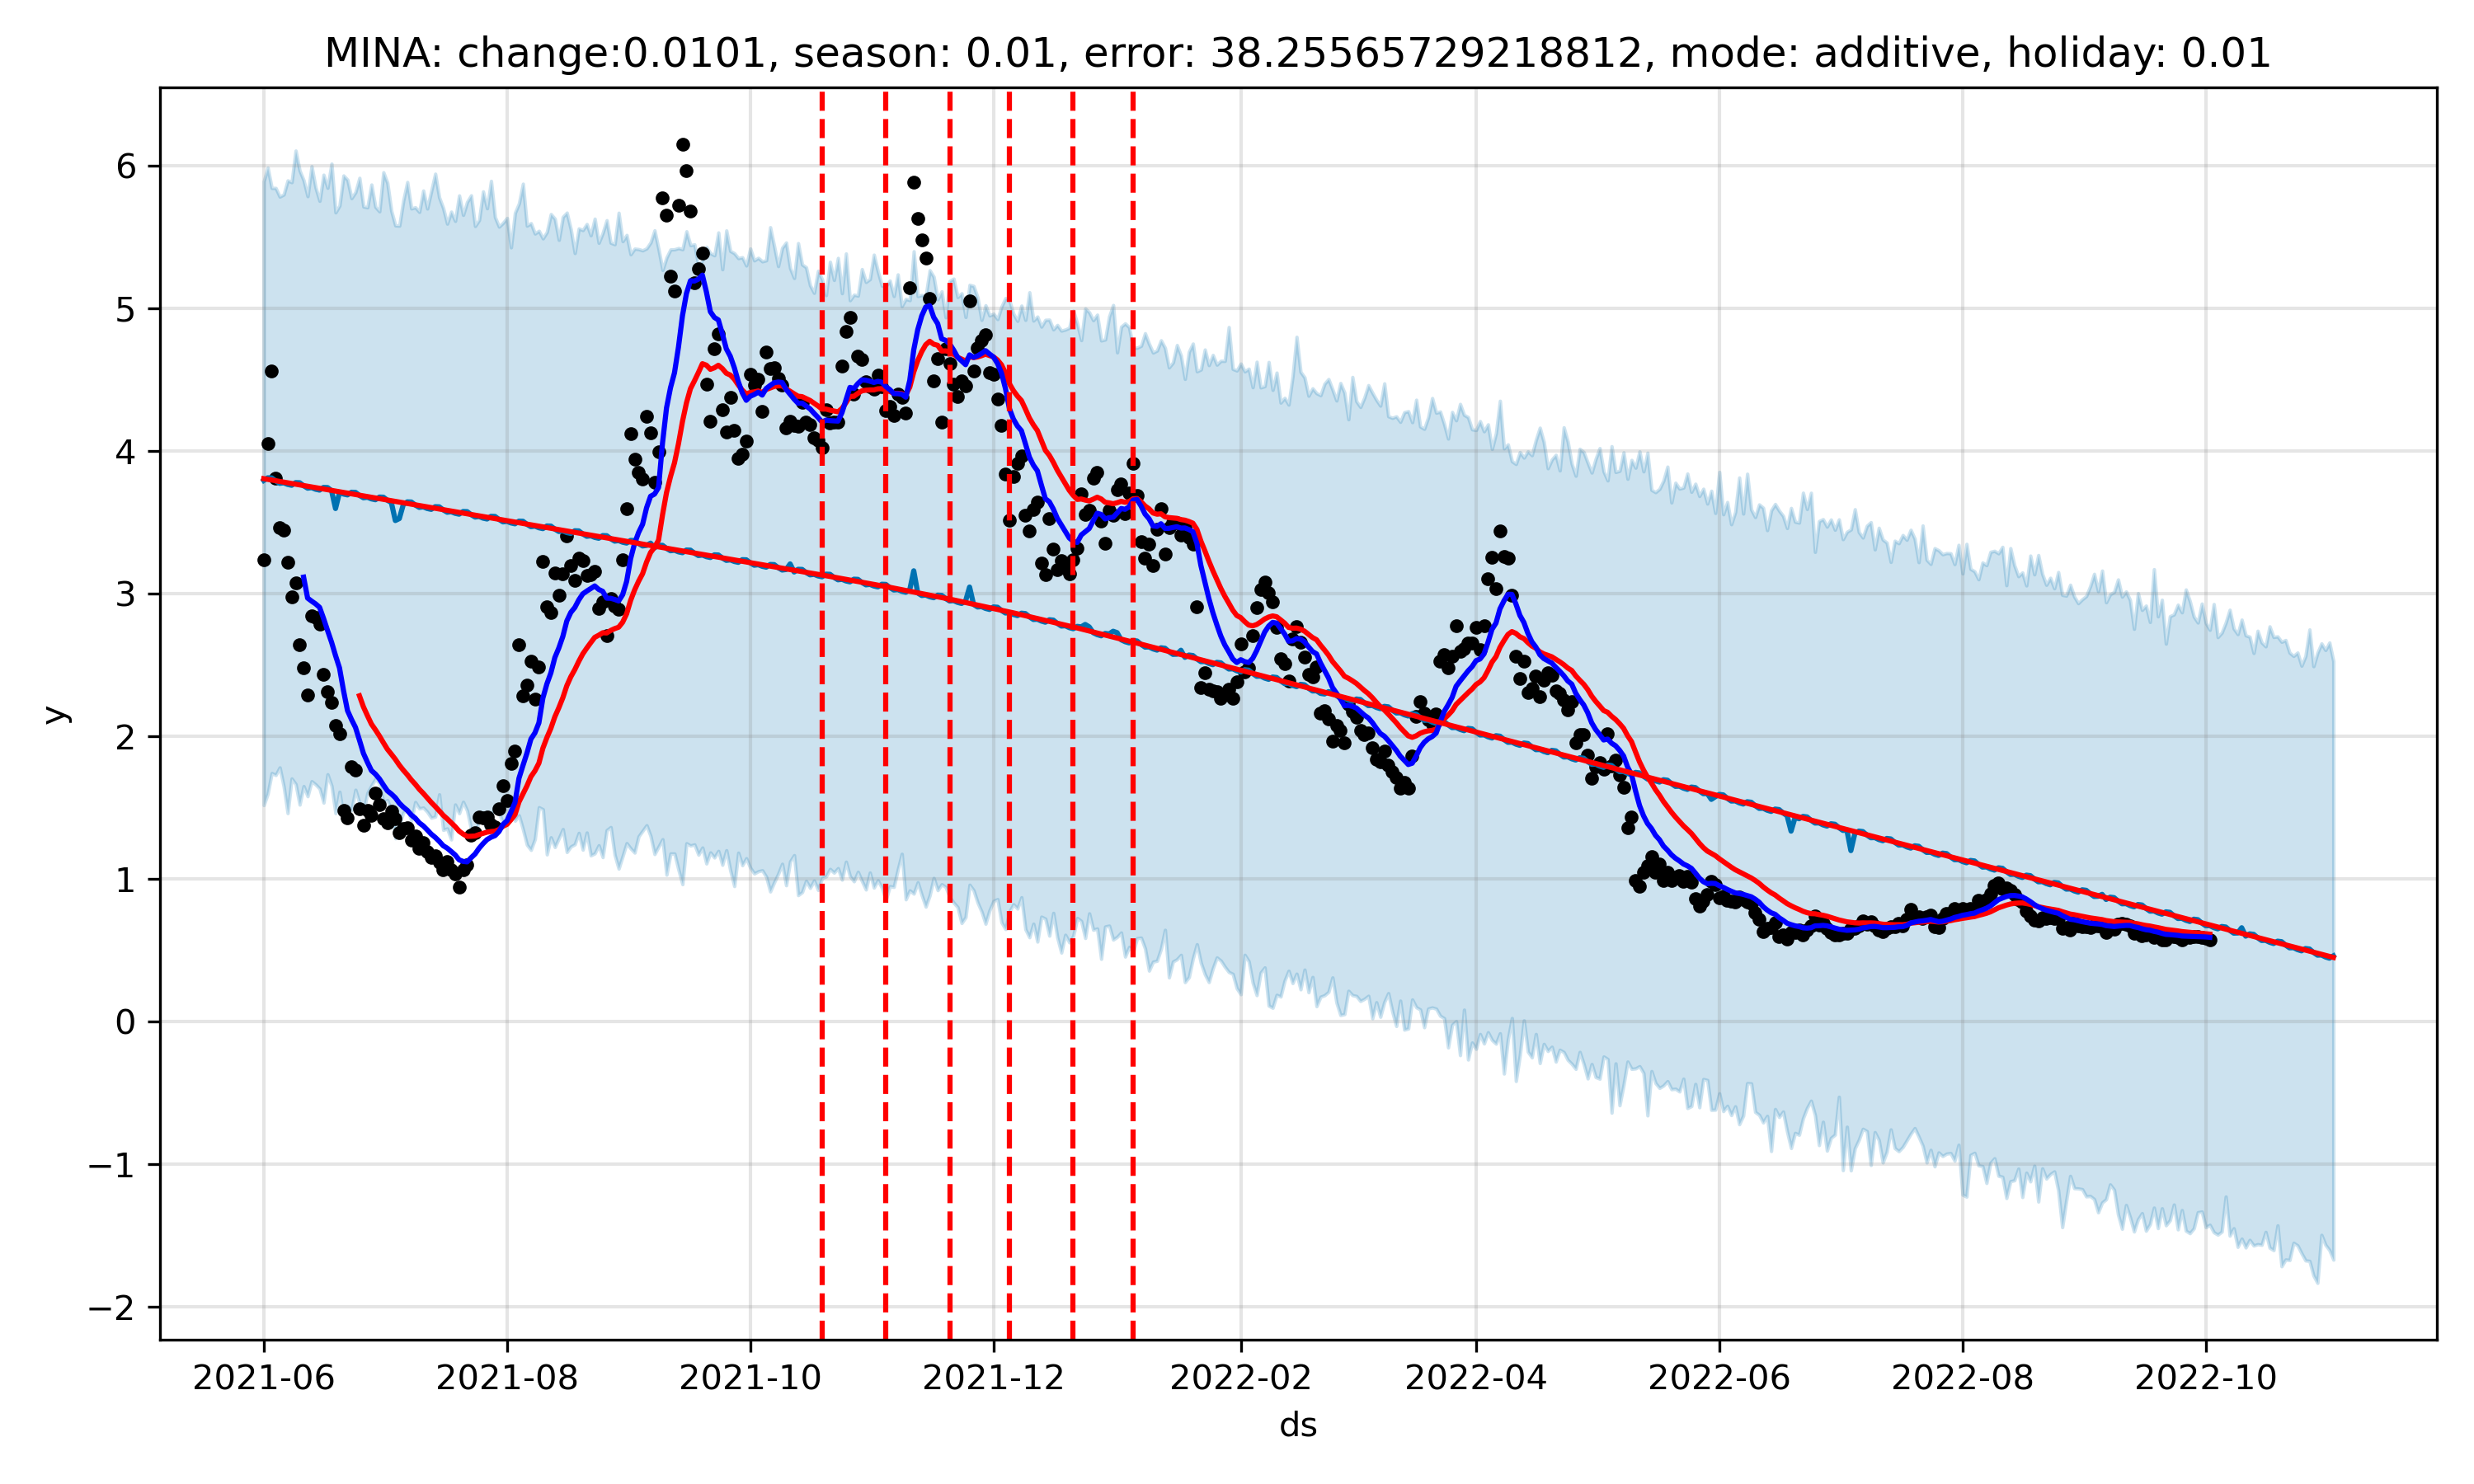 MINA: change:0.0101, season: 0.01, error: 38.25565729218812, mode: additive, holiday: 0.01
6
5
4
3
2
1
0
−1
−2
y
2021-06 2021-08 2021-10 2021-12 2022-02 2022-04 2022-06 2022-08 2022-10
ds